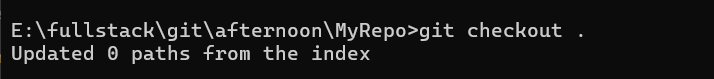 E:\fullstack\git\afternoon\MyRepo>git checkout .
Updated 0 paths from the index